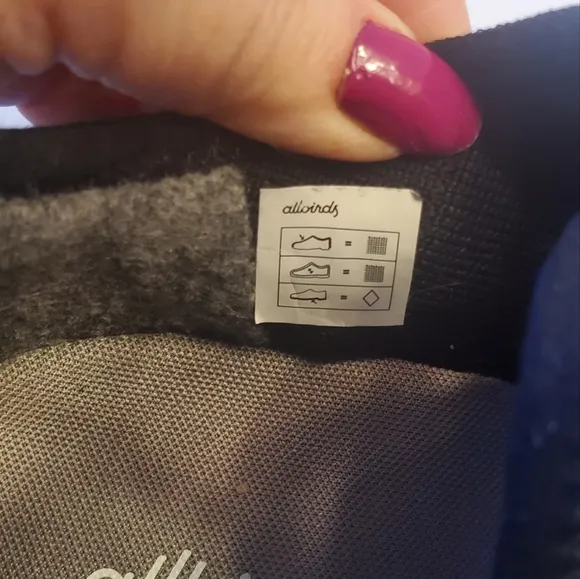 allbirds
=
=
=